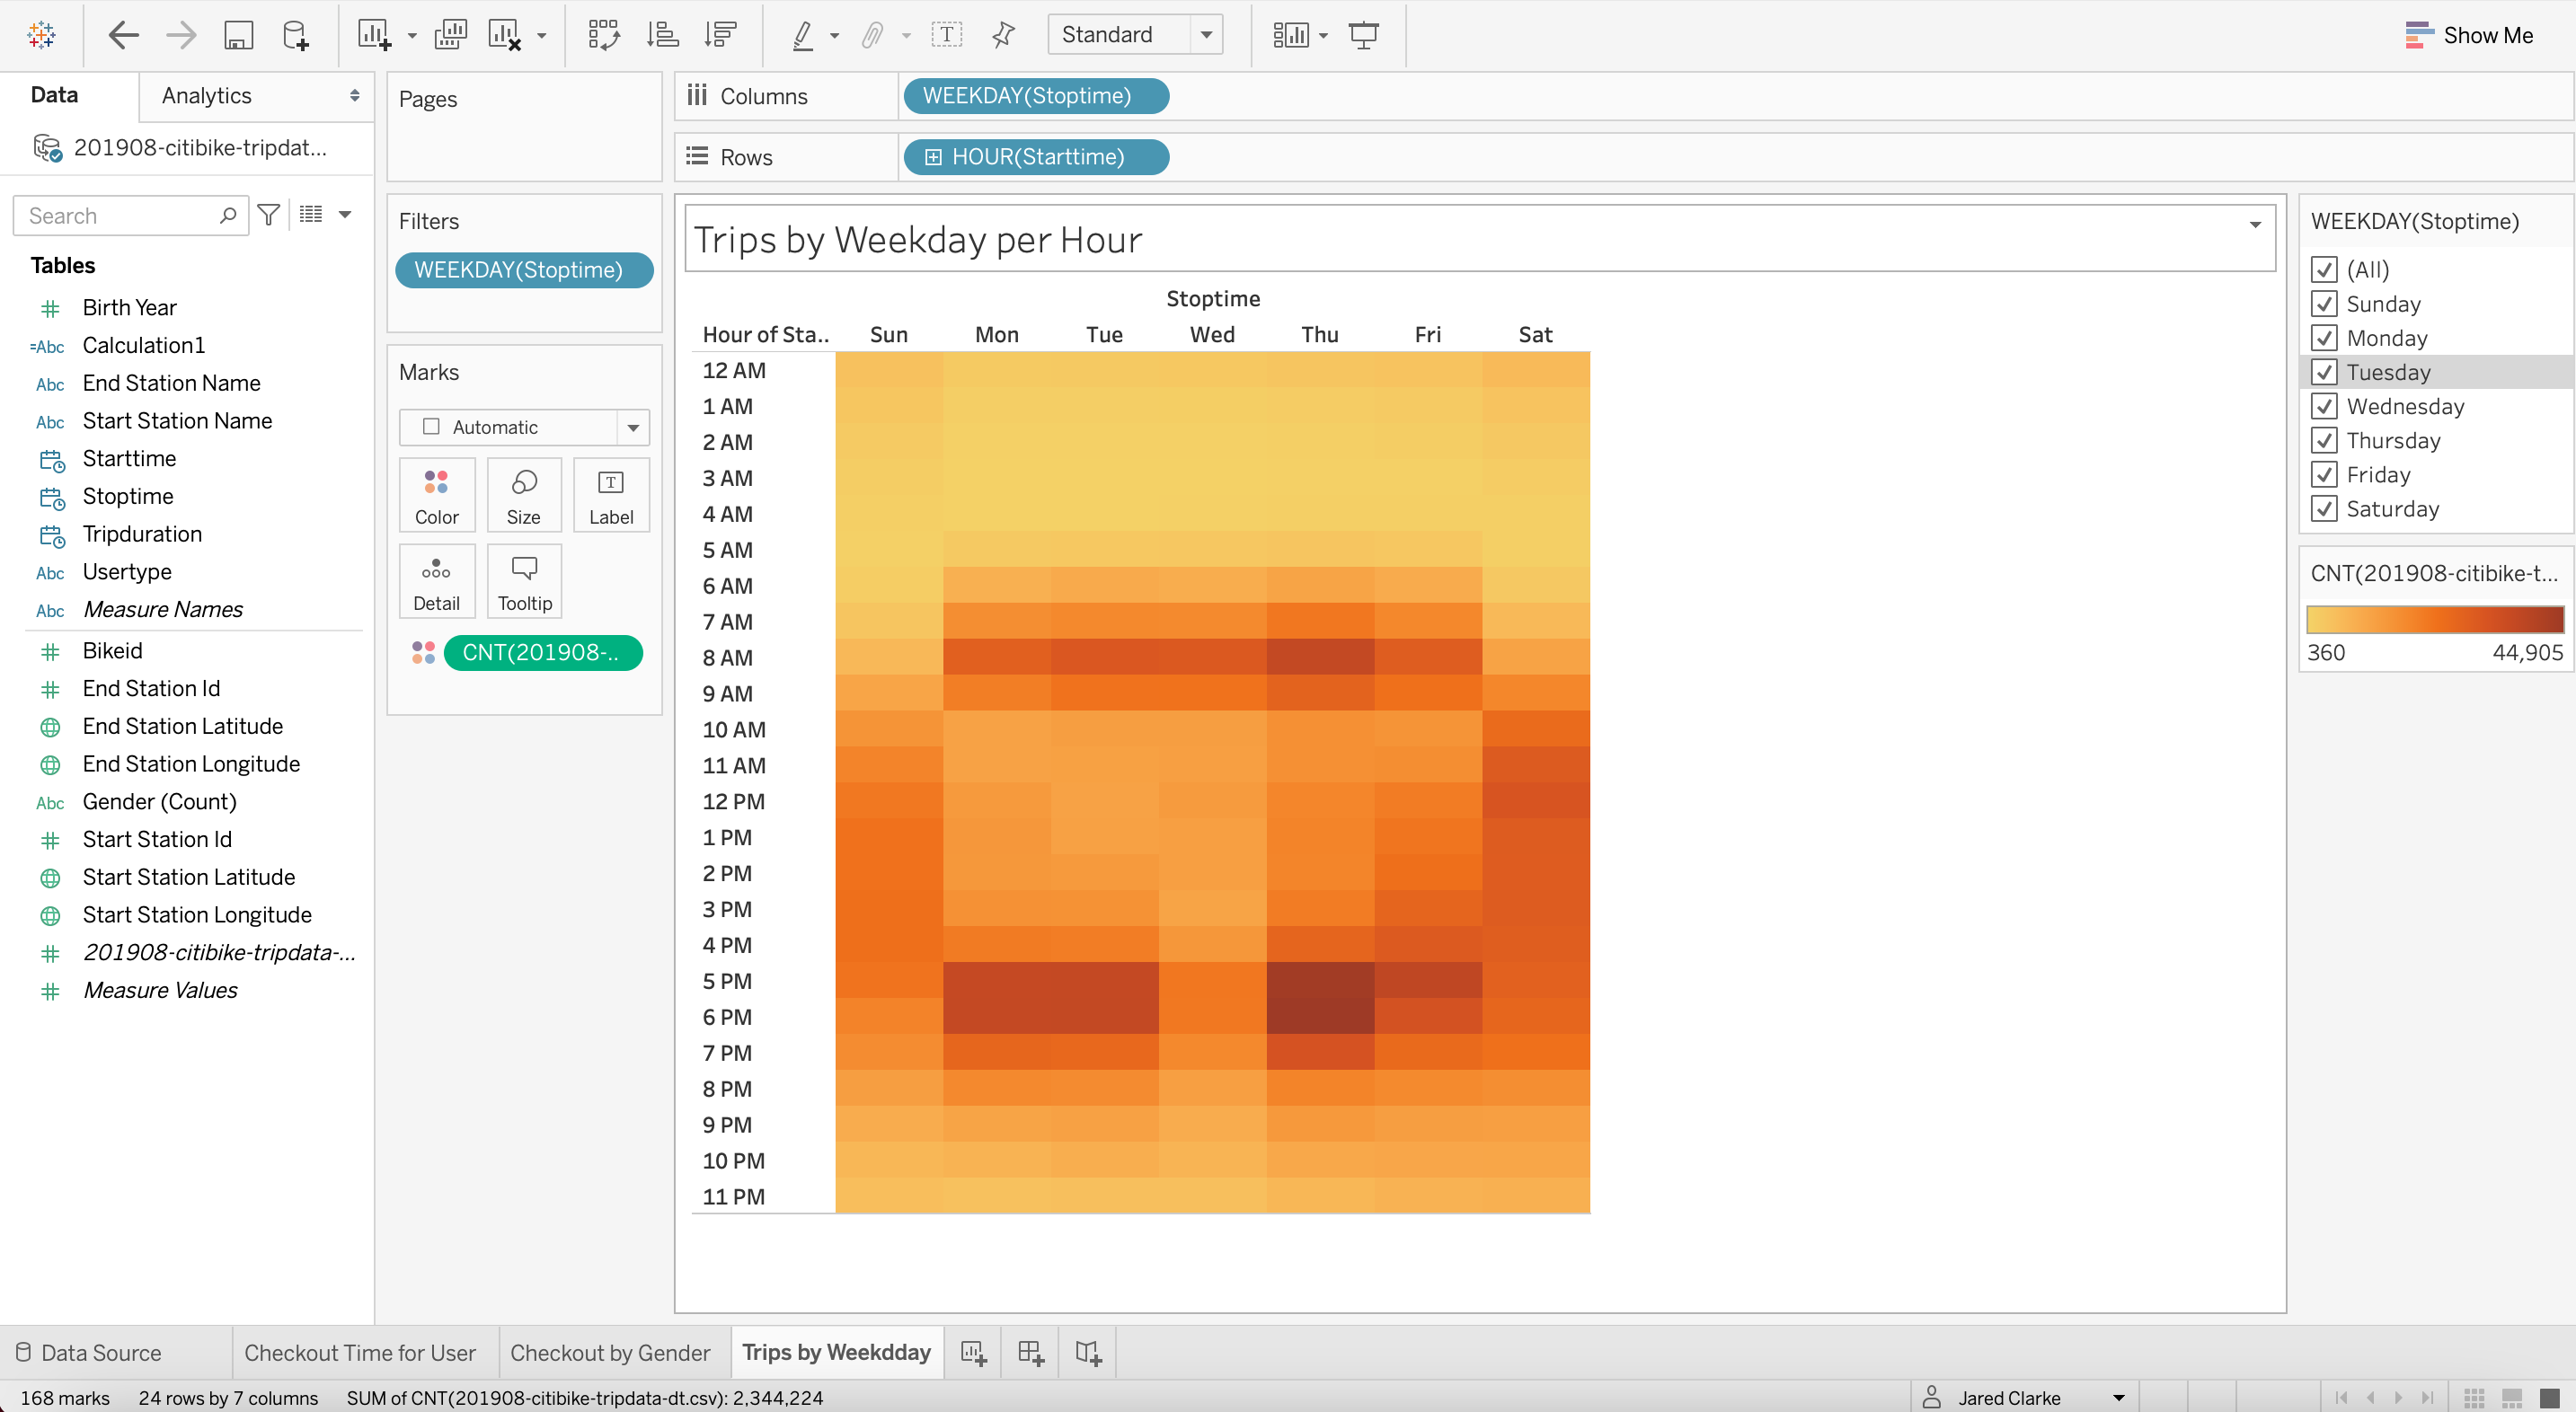 Standard
Show Me
Data
Analytics
201908-citibike-tripdat...
Search
Tables
Birth Year
=Abc Calculation1
Abc End Station Name
Abc Start Station Name
Starttime
Stoptime
Tripduration
Abc Usertype
Abc Measure Names
Bikeid
End Station Id
End Station Latitude
End Station Longitude
Abc Gender (Count)
Start Station Id
Start Station Latitude
Start Station Longitude
201908-citibike-tripdata-...
Measure Values
Pages
Filters
WEEKDAY(Stoptime)
Marks
Automatic
Color Size Label
Detail Tooltip
CNT(201908-..
Columns WEEKDAY(Stoptime)
Rows HOUR(Starttime)
Trips by Weekday per Hour
Stoptime
Hour of Sta.. Sun Mon Tue Wed Thu Fri Sat
12 AM
1 AM
2 AM
3 AM
4 AM
5 AM
6 AM
7 AM
8 AM
9 AM
10 AM
11 AM
12 PM
1 PM
2 PM
3 PM
4 PM
5 PM
6 PM
7 PM
8 PM
9 PM
10 PM
11 PM
WEEKDAY(Stoptime)
(All)
Sunday
Monday
Tuesday
Wednesday
Thursday
Friday
Saturday
CNT(201908-citibike-t...
360 44,905
Data Source Checkout Time for User Checkout by Gender Trips by Weekdday
168 marks 24 rows by 7 columns SUM of CNT(201908-citibike-tripdata-dt.csv): 2,344,224 Jared Clarke